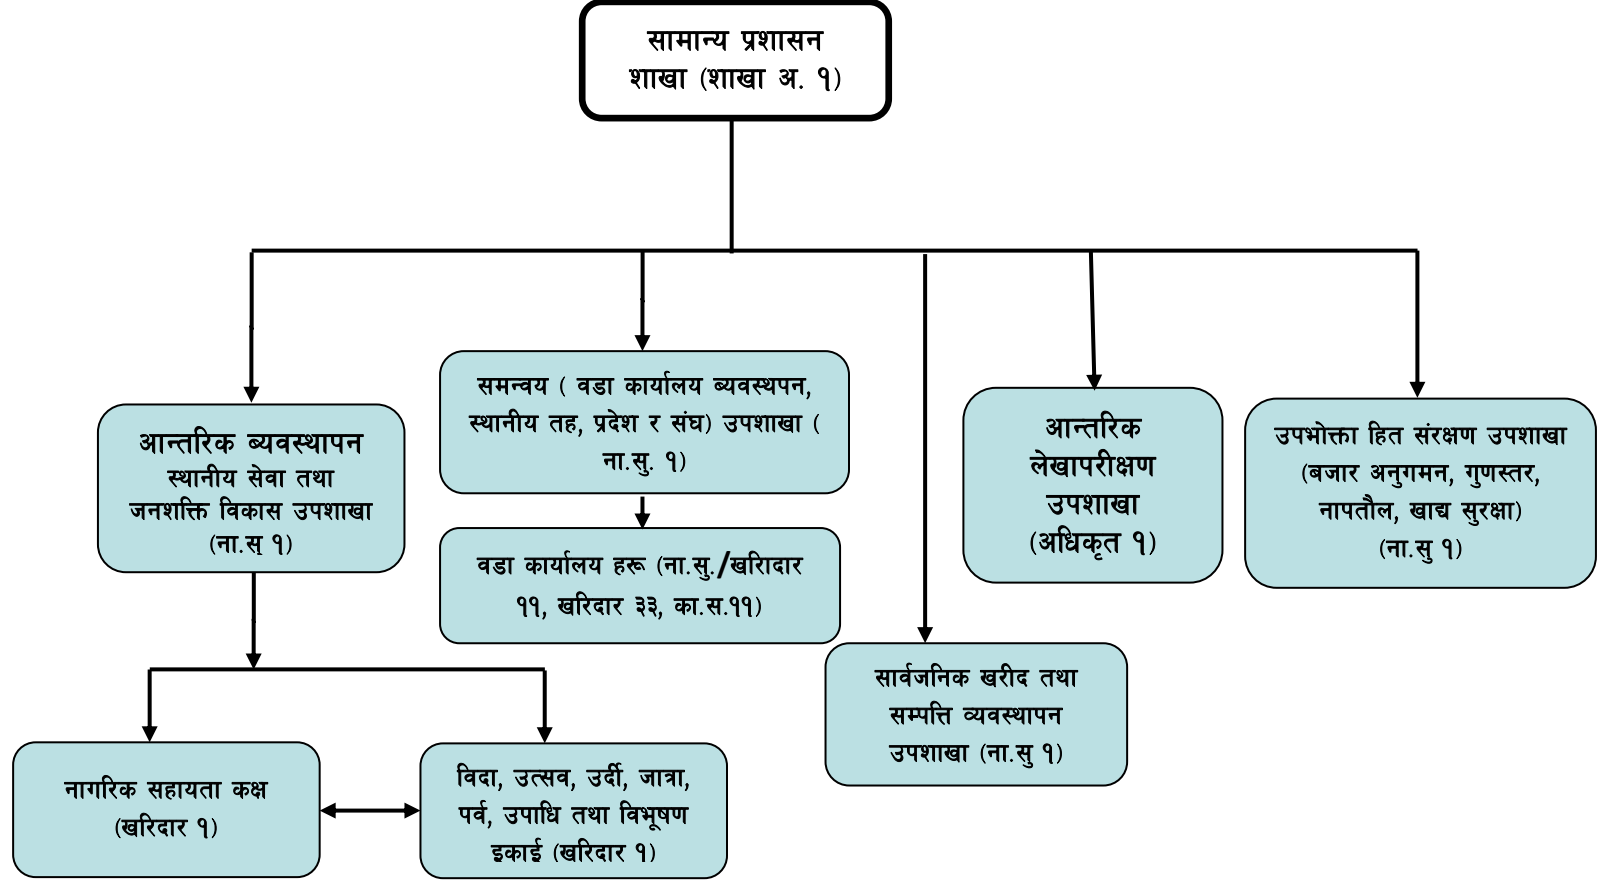 सामान्य प्रशासन
शाखा (शाखा अ. १)
समन्वय ( वडा कार्यालय ब्यवस्थपन,
स्थानीय तह, प्रदेश र संघ) उपशाखा (
ना.सु. १)
आन्तरिक ब्यवस्थापन
स्थानीय सेवा तथा
जनशक्ति विकास उपशाखा
(ना.स् १)
आन्तरिक
लेखापरीक्षण
उपशाखा
(अधिकृत १)
उपभोक्ता हित संरक्षण उपशाखा
(बजार अनुगमन, गुणस्तर,
नापतौल, खाद्य सुरक्षा)
(ना.सु १)
वडा कार्यालय हरू (ना.सु./खरिादार
११, खरिदार ३३, का.स.११)
सार्वजनिक खरीद तथा
सम्पत्ति व्यवस्थापन
उपशाखा (ना.सु १)
नागरिक सहायता कक्ष
(खरिदार १)
विदा, उत्सव, उर्दी, जात्रा,
पर्व, उपाधि तथा विभूषण
इकाई (खरिदार १)